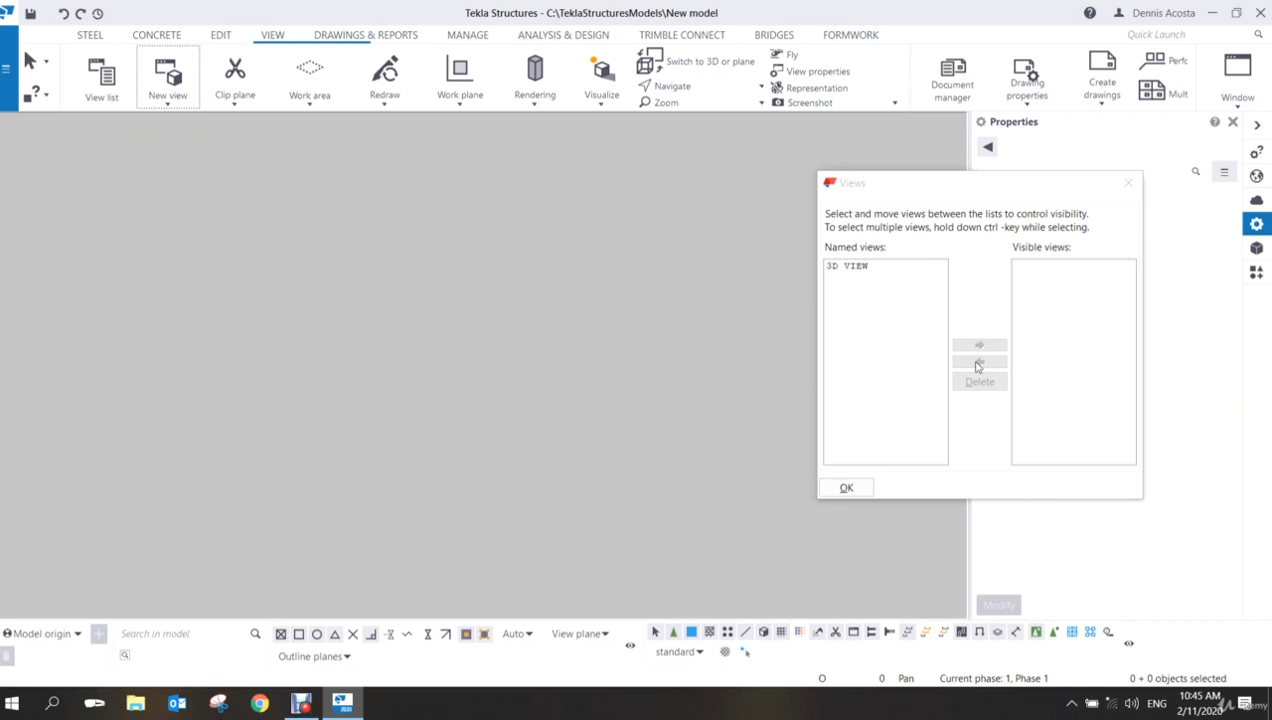 Tekla Structures - C:\TeklaStructuresModels\New model
Dennis Acosta
STEEL CONCRETE EDIT VIEW DRAWINGS & REPORTS MANAGE ANALYSIS & DESIGN TRIMBLE CONNECT BRIDGES FORMWORK
Quick Launch
View list
New view
Clip plane
Work area
Redraw
Work plane
Rendering
Visualize
Switch to 3D or plane
Navigate
Zoom
Fly
View properties
Representation
Screenshot
Document manager
Drawing properties
Create drawings
Perfc
Mult
Window
Properties
Views
Select and move views between the lists to control visibility.
To select multiple views, hold down ctrl -key while selecting.
Named views:
Visible views:
3D VIEW
Delete
OK
Modify
Model origin
Search in model
Auto
View plane
Outline planes
standard
O 0 Pan
Current phase: 1, Phase 1
0 + 0 objects selected
2020
ENG
10:45 AM
2/11/2020
Udemy